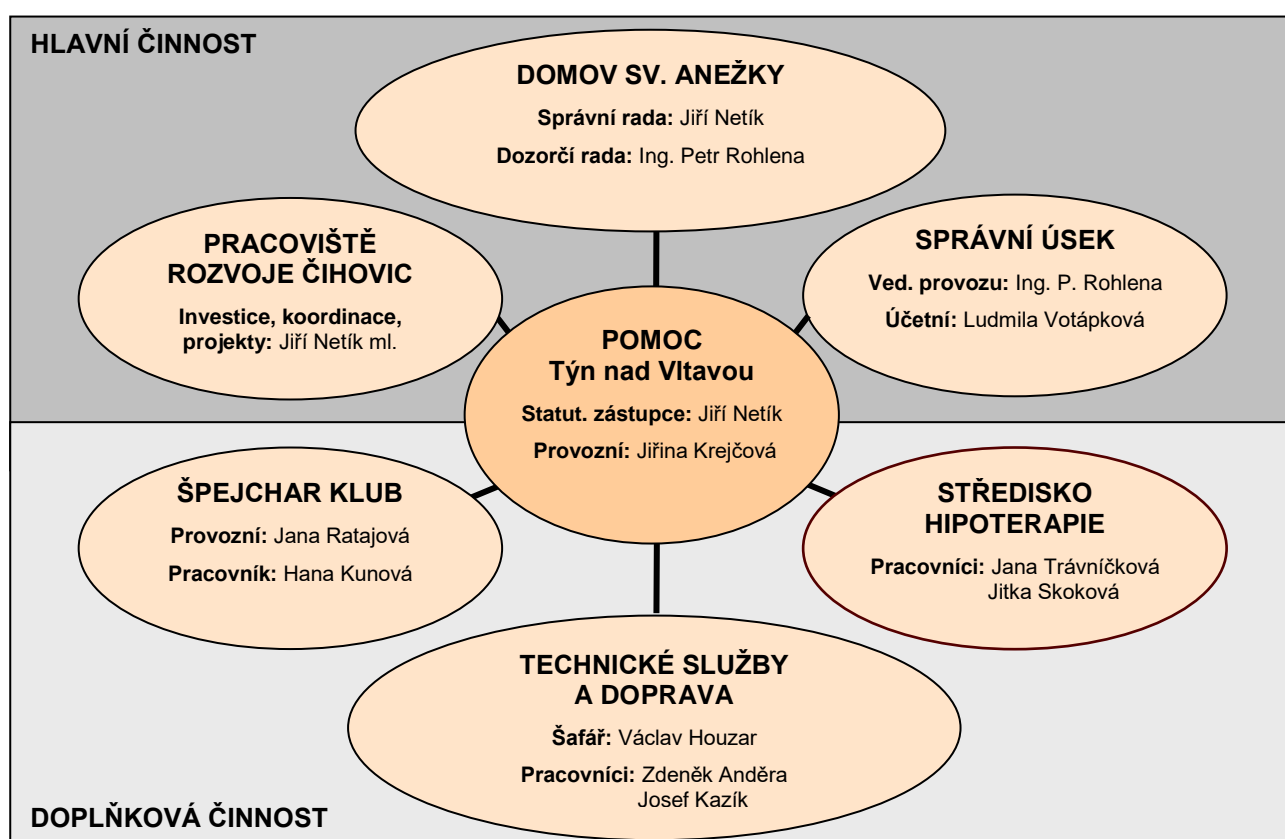 HLAVNÍ ČINNOST
DOMOV SV. ANEŽKY
Správní rada: Jiří Netík
Dozorčí rada: Ing. Petr Rohlena
PRACOVIŠTĚ
ROZVOJE ČIHOVIC
Investice, koordinace,
projekty: Jiří Netík ml.
SPRÁVNÍ ÚSEK
Ved. provozu: Ing. P. Rohlena
Účetní: Ludmila Votápková
POMOC
Týn nad Vltavou
Statut. zástupce: Jiří Netík
Provozní: Jiřina Krejčová
ŠPEJCHAR KLUB
Provozní: Jana Ratajová
Pracovník: Hana Kunová
STŘEDISKO
HIPOTERAPIE
Pracovníci: Jana Trávníčková
Jitka Skoková
TECHNICKÉ SLUŽBY
A DOPRAVA
Šafář: Václav Houzar
Pracovníci: Zdeněk Anděra
Josef Kazík
DOPLŇKOVÁ ČINNOST